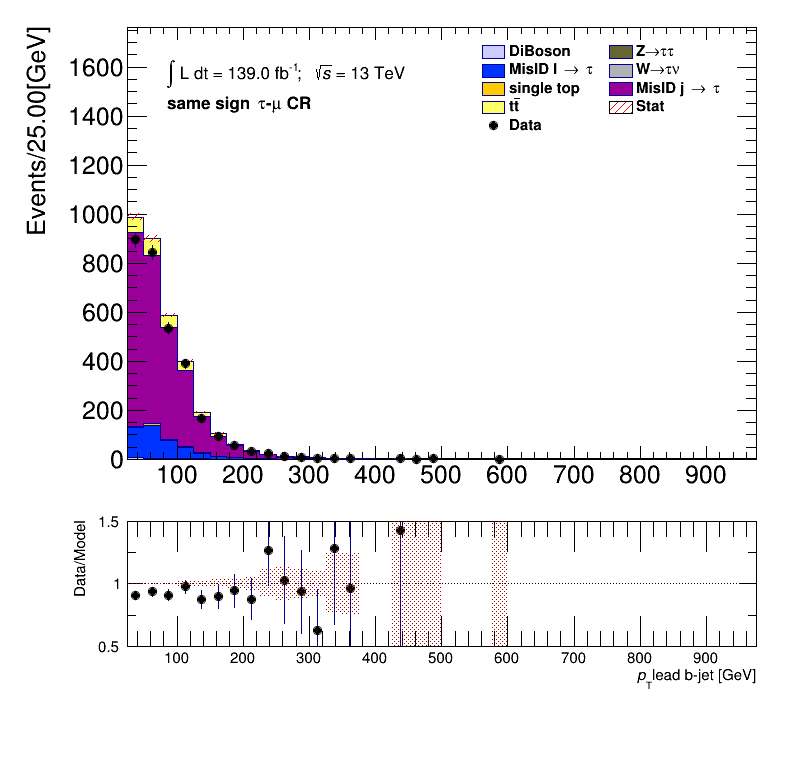 Events/25.00[GeV]
1600
1400
1200
1000
800
600
400
200
0
∫ L dt = 139.0 fb⁻¹; √s = 13 TeV
same sign τ-μ CR
DiBoson
MisID l → τ
single top
tt̄
Data
Z→ττ
W→τν
MisID j → τ
Stat
100 200 300 400 500 600 700 800 900
Data/Model
1.5
1
0.5
100 200 300 400 500 600 700 800 900
p_T lead b-jet [GeV]